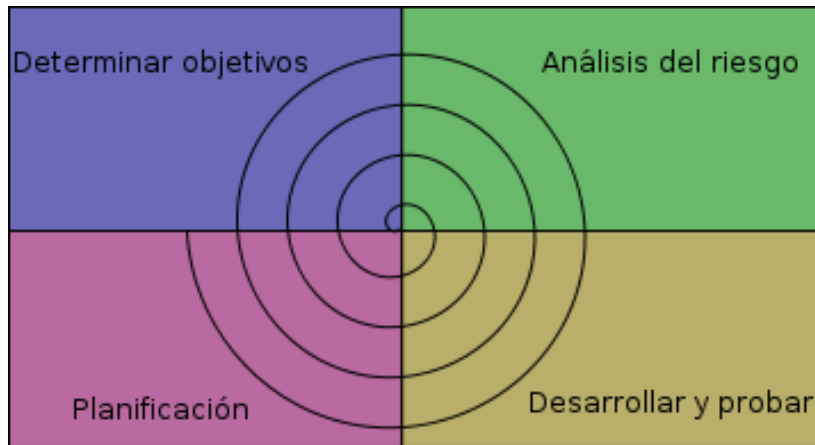 Determinar objetivos
Análisis del riesgo
Planificación
Desarrollar y probar